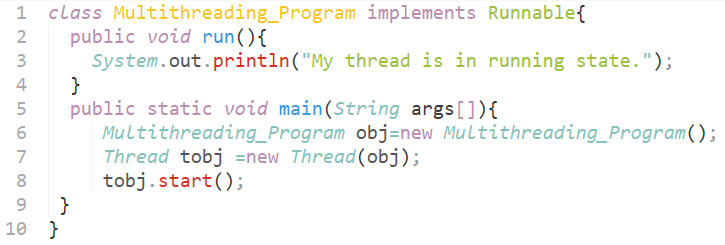 1 class Multithreading_Program implements Runnable{
2 public void run(){
3 System.out.println("My thread is in running state.");
4 }
5 public static void main(String args[]){
6 Multithreading_Program obj=new Multithreading_Program();
7 Thread tobj =new Thread(obj);
8 tobj.start();
9 }
10 }